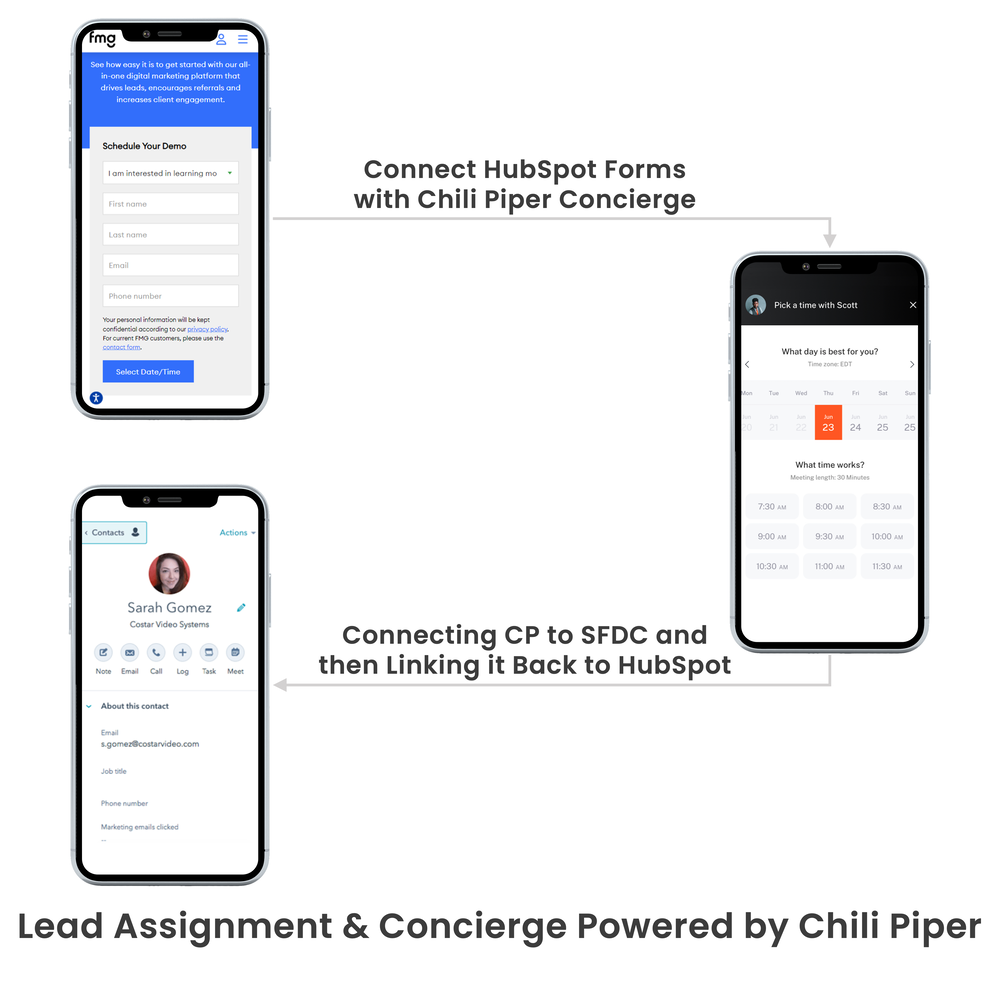 fmg
See how easy it is to get started with our all-
in-one digital marketing platform that
drives leads, encourages referrals and
increases client engagement.
Schedule Your Demo
I am interested in learning mo
First name
Last name
Email
Phone number
Your personal information will be kept
confidential according to our privacy policy.
For current FMG customers, please use the
contact form.
Select Date/Time
Connect HubSpot Forms
with Chili Piper Concierge
Pick a time with Scott
What day is best for you?
Time zone: EDT
Mon Tue Wed Thu Fri Sat Sun
Jun Jun Jun Jun Jun Jun Jun
20 21 22 23 24 25 25
What time works?
Meeting length: 30 Minutes
7:30 AM 8:00 AM 8:30 AM
9:00 AM 9:30 AM 10:00 AM
10:30 AM 11:00 AM 11:30 AM
Connecting CP to SFDC and
then Linking it Back to HubSpot
Contacts Actions
Sarah Gomez
Costar Video Systems
Note Email Call Log Task Meet
About this contact
Email
s.gomez@costarvideo.com
Job title
Phone number
Marketing emails clicked
--
Lead Assignment & Concierge Powered by Chili Piper